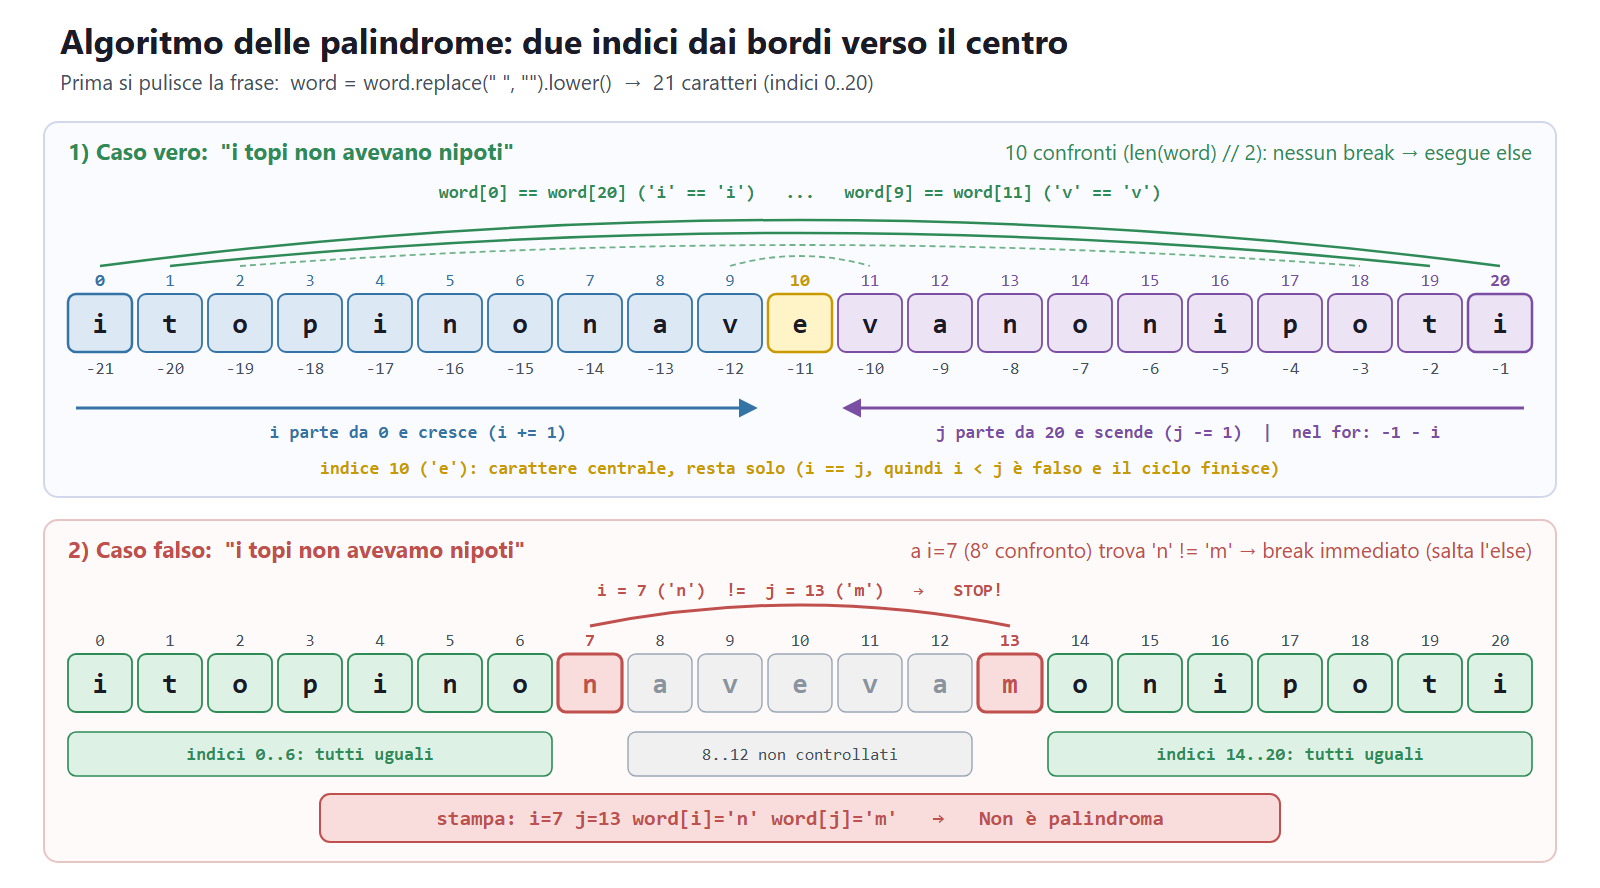 Algoritmo delle palindrome: due indici dai bordi verso il centro
Prima si pulisce la frase: word = word.replace(" ", "").lower() → 21 caratteri (indici 0..20)
1) Caso vero: "i topi non avevano nipoti"
10 confronti (len(word) // 2): nessun break → esegue else
word[0] == word[20] ('i' == 'i') ... word[9] == word[11] ('v' == 'v')
0 1 2 3 4 5 6 7 8 9 10 11 12 13 14 15 16 17 18 19 20
i t o p i n o n a v e v a n o n i p o t i
-21 -20 -19 -18 -17 -16 -15 -14 -13 -12 -11 -10 -9 -8 -7 -6 -5 -4 -3 -2 -1
i parte da 0 e cresce (i += 1)
j parte da 20 e scende (j -= 1) | nel for: -1 - i
indice 10 ('e'): carattere centrale, resta solo (i == j, quindi i < j è falso e il ciclo finisce)
2) Caso falso: "i topi non avevamo nipoti"
a i=7 (8° confronto) trova 'n' != 'm' → break immediato (salta l'else)
i = 7 ('n') != j = 13 ('m') → STOP!
0 1 2 3 4 5 6 7 8 9 10 11 12 13 14 15 16 17 18 19 20
i t o p i n o n a v e v a m o n i p o t i
indici 0..6: tutti uguali
8..12 non controllati
indici 14..20: tutti uguali
stampa: i=7 j=13 word[i]='n' word[j]='m' → Non è palindroma